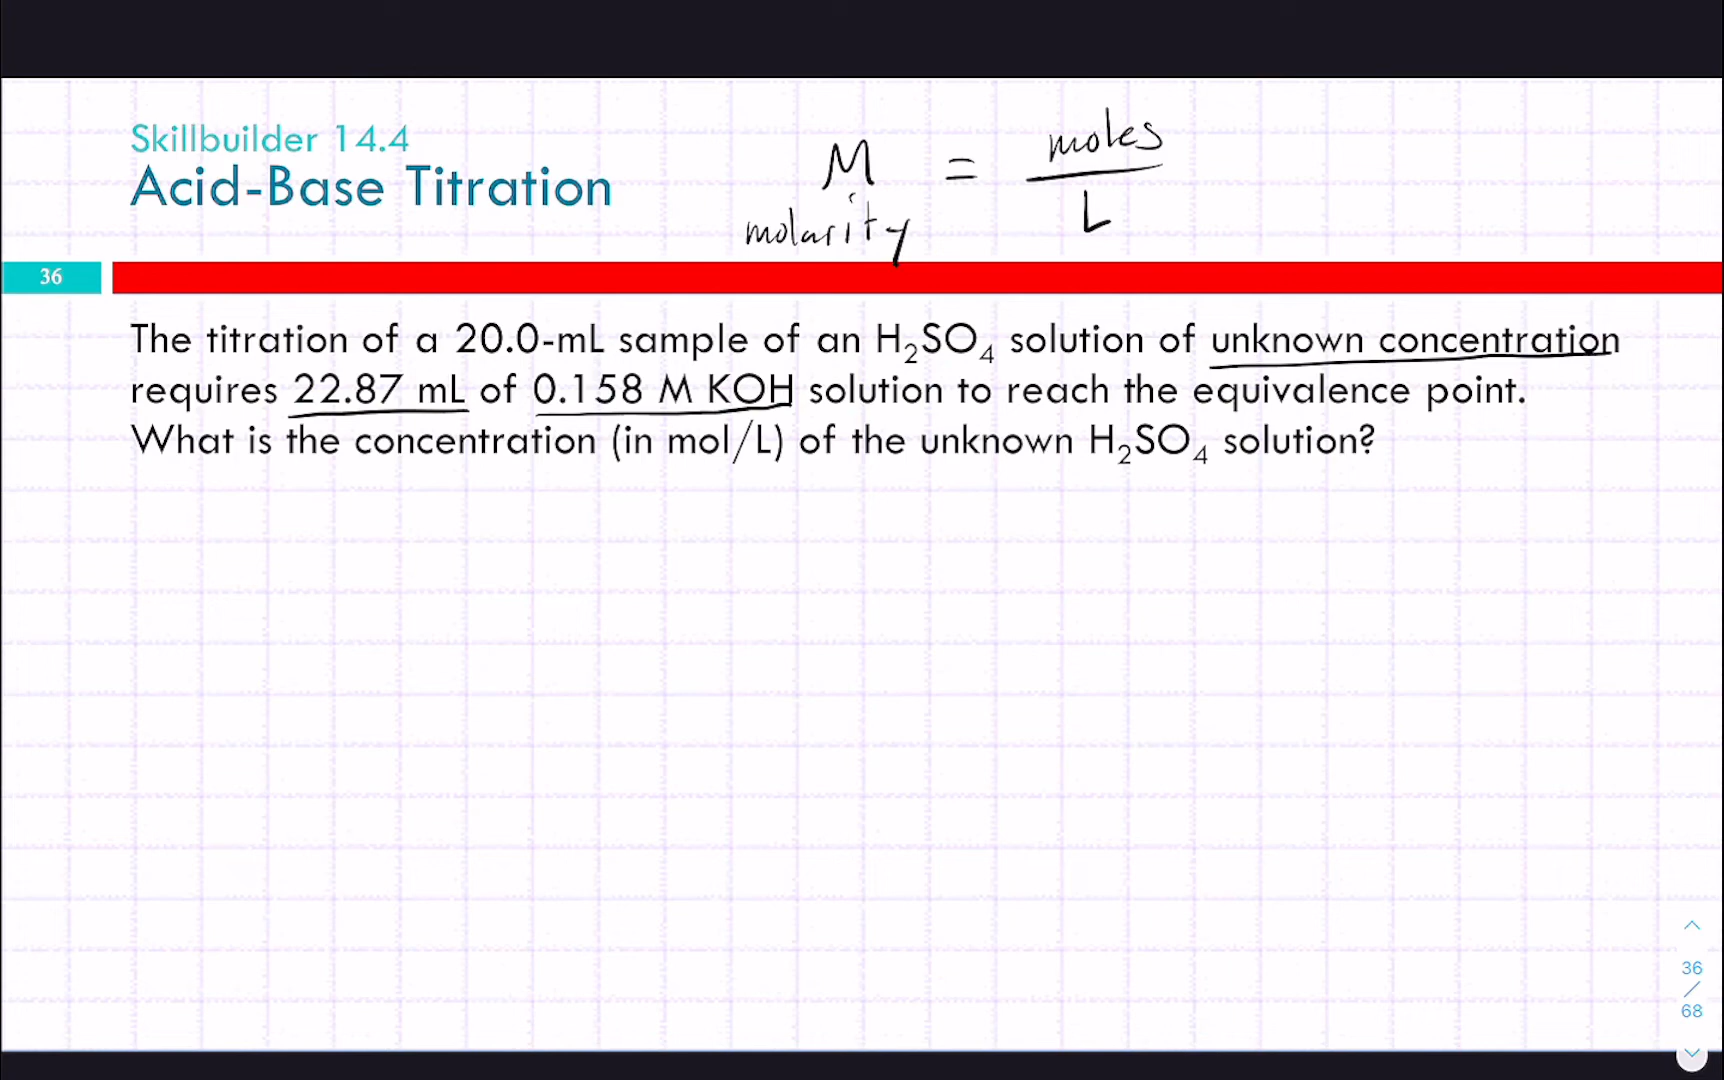 Skillbuilder 14.4
Acid-Base Titration
M = moles
L
molarity
36
The titration of a 20.0-mL sample of an H₂SO₄ solution of unknown concentration
requires 22.87 mL of 0.158 M KOH solution to reach the equivalence point.
What is the concentration (in mol/L) of the unknown H₂SO₄ solution?
36
/
68